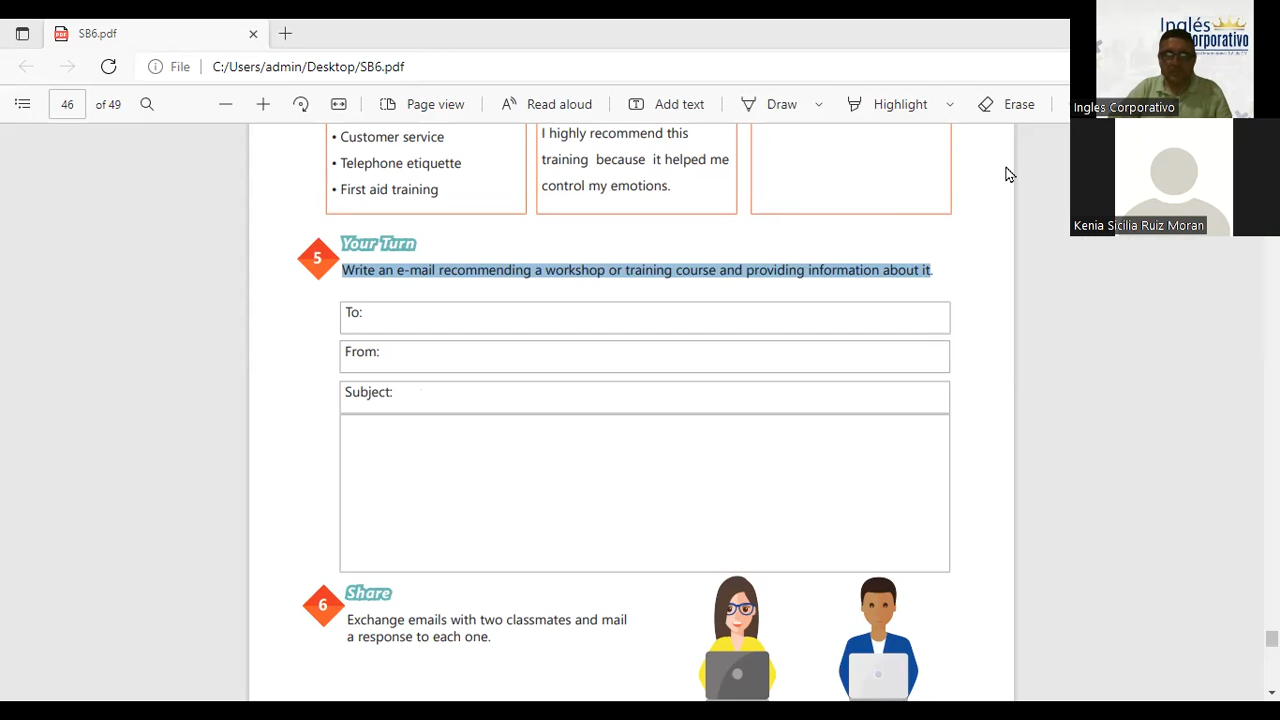 SB6.pdf
File
C:/Users/admin/Desktop/SB6.pdf
46
of 49
Page view
Read aloud
Add text
Draw
Highlight
Erase
Inglés
Corporativo
Ingles Corporativo
Kenia Sicilia Ruiz Moran
• Customer service
• Telephone etiquette
• First aid training
I highly recommend this
training because it helped me
control my emotions.
5
Your Turn
Write an e-mail recommending a workshop or training course and providing information about it.
To:
From:
Subject:
6
Share
Exchange emails with two classmates and mail
a response to each one.